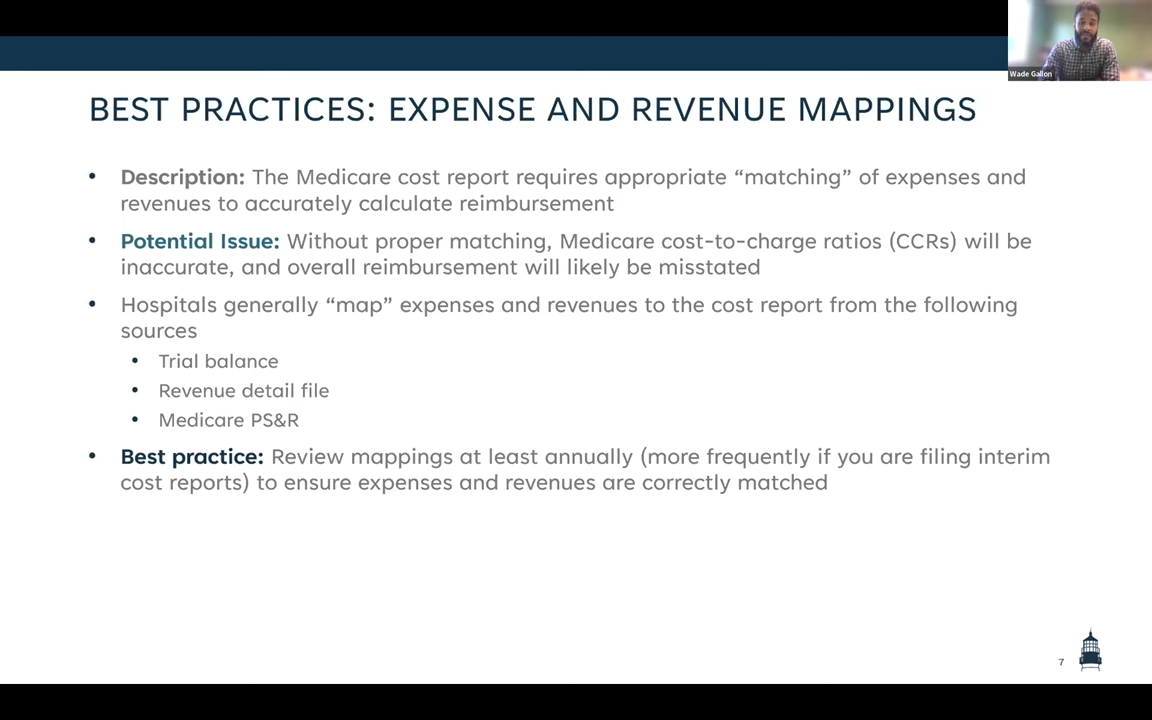 Wade Gallon
BEST PRACTICES: EXPENSE AND REVENUE MAPPINGS
• Description: The Medicare cost report requires appropriate “matching” of expenses and
revenues to accurately calculate reimbursement
• Potential Issue: Without proper matching, Medicare cost-to-charge ratios (CCRs) will be
inaccurate, and overall reimbursement will likely be misstated
• Hospitals generally “map” expenses and revenues to the cost report from the following
sources
• Trial balance
• Revenue detail file
• Medicare PS&R
• Best practice: Review mappings at least annually (more frequently if you are filing interim
cost reports) to ensure expenses and revenues are correctly matched
7